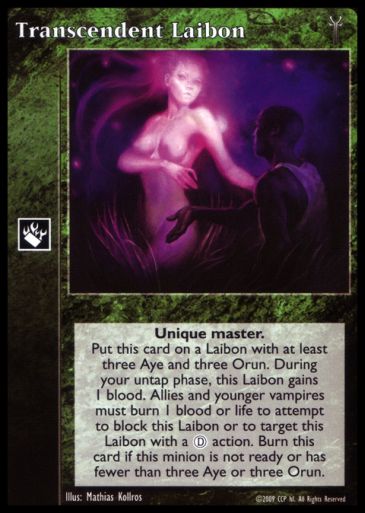 Transcendent Laibon
Unique master.
Put this card on a Laibon with at least
three Aye and three Orun. During
your untap phase, this Laibon gains
1 blood. Allies and younger vampires
must burn 1 blood or life to attempt
to block this Laibon or to target this
Laibon with a Ⓓ action. Burn this
card if this minion is not ready or has
fewer than three Aye or three Orun.
Illus: Mathias Kollros
©2009 CCP hf. All Rights Reserved